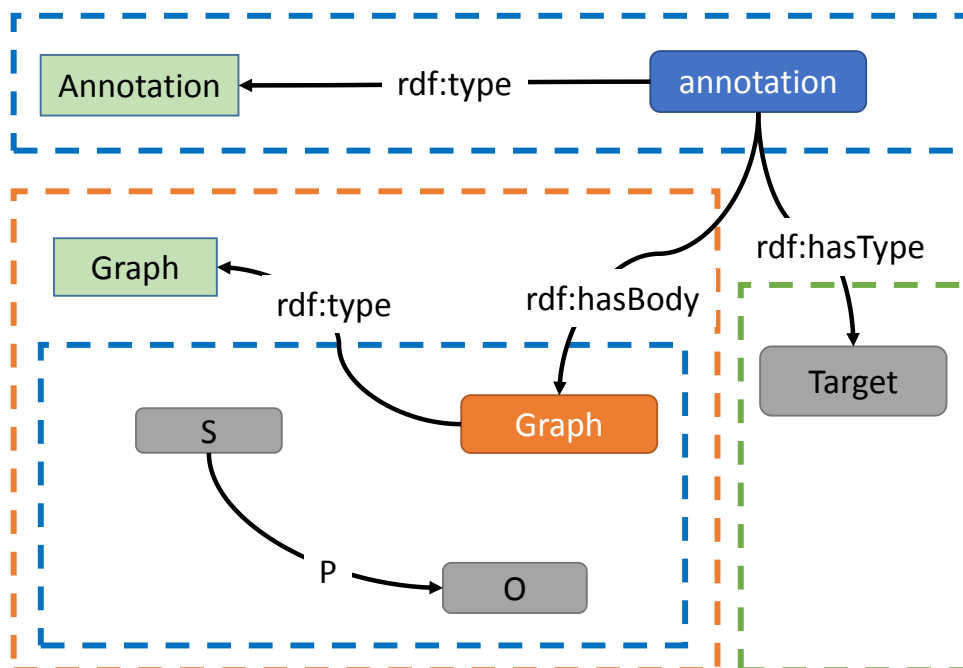 Annotation
rdf:type
annotation
Graph
rdf:type
rdf:hasBody
rdf:hasType
S
Graph
Target
P
O